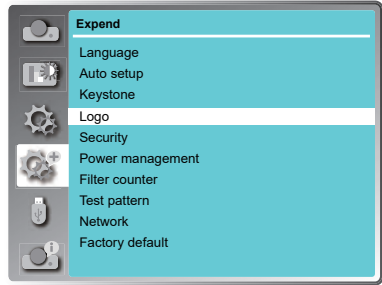 Expend
Language
Auto setup
Keystone
Logo
Security
Power management
Filter counter
Test pattern
Network
Factory default